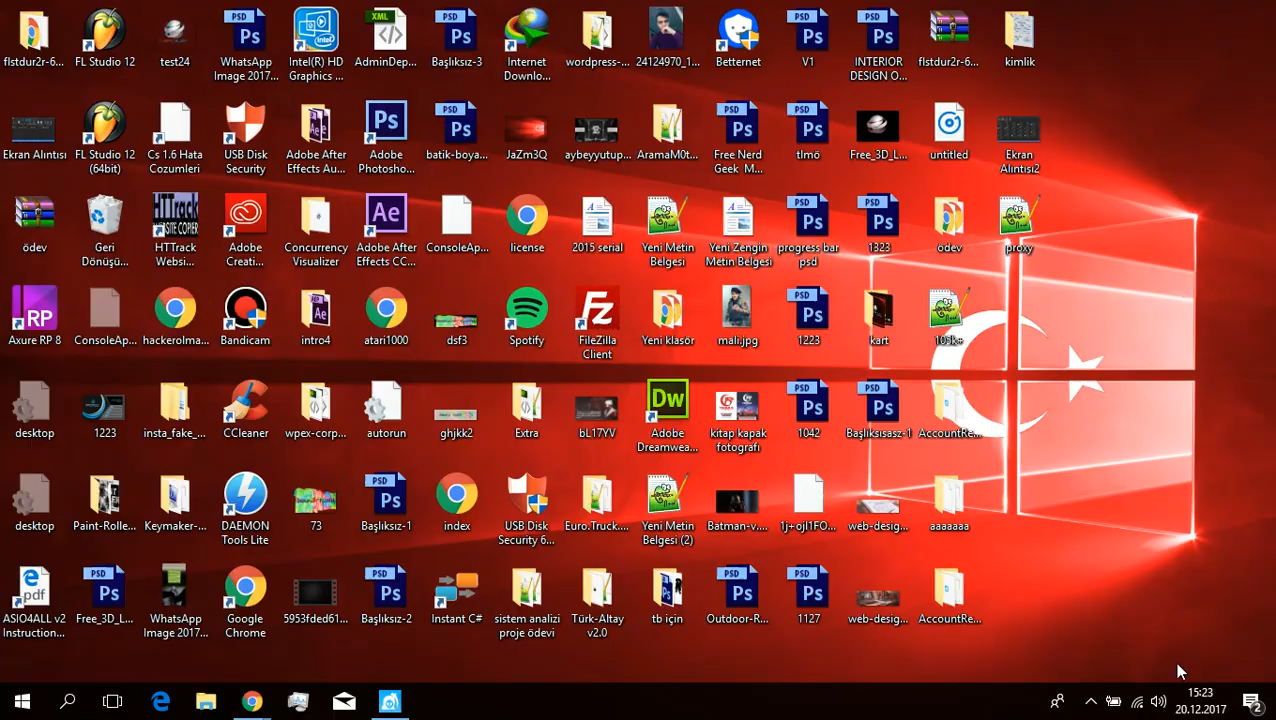 flstdur2r-6...
FL Studio 12
test24
WhatsApp
Image 2017...
Intel(R) HD
Graphics ...
AdminDep...
Başlıksız-3
Internet
Downlo...
wordpress-...
24124970_1...
Betternet
V1
INTERIOR
DESIGN O...
flstdur2r-6...
kimlik
Ekran Alıntısı
FL Studio 12
(64bit)
Cs 1.6 Hata
Cozumleri
USB Disk
Security
Adobe After
Effects Au...
Adobe
Photosho...
batik-boya...
JaZm3Q
aybeyyutup...
AramaM0t...
Free Nerd
Geek M...
tlmö
Free_3D_L...
untitled
Ekran
Alıntısı2
ödev
Geri
Dönüşü...
HTTrack
Websi...
Adobe
Creati...
Concurrency
Visualizer
Adobe After
Effects CC...
ConsoleAp...
license
2015 serial
Yeni Metin
Belgesi
Yeni Zengin
Metin Belgesi
progress bar
psd
1323
ödev
proxy
Axure RP 8
ConsoleAp...
hackerolma...
Bandicam
intro4
atari1000
dsf3
Spotify
FileZilla
Client
Yeni klasör
mali.jpg
1223
kart
desktop
1223
insta_fake_...
CCleaner
wpex-corp...
autorun
ghjkk2
Extra
bL17YV
Adobe
Dreamwea...
kitap kapak
fotografı
1042
Başlıksısasz-1
AccountRe...
desktop
Paint-Rolle...
Keymaker-...
DAEMON
Tools Lite
73
Başlıksız-1
index
USB Disk
Security 6...
Euro.Truck....
Yeni Metin
Belgesi (2)
Batman-v...
1j+ojl1FO...
web-desig...
aaaaaaa
ASIO4ALL v2
Instruction...
Free_3D_L...
WhatsApp
Image 2017...
Google
Chrome
5953fded61...
Başlıksız-2
Instant C#
sistem analizi
proje ödevi
Türk-Altay
v2.0
tb için
Outdoor-R...
1127
web-desig...
AccountRe...
15:23
20.12.2017
2